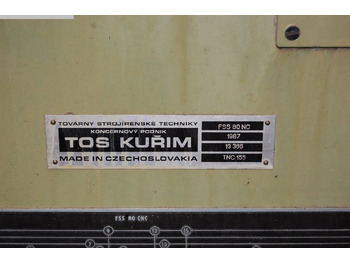 TOVÁRNY STROJÍRENSKÉ TECHNIKY
KONCERNOVÝ PODNIK
TOS KUŘIM
MADE IN CZECHOSLOVAKIA
FSS 80 NC
1987
13 366
TNC 155
FSS 80 CNC